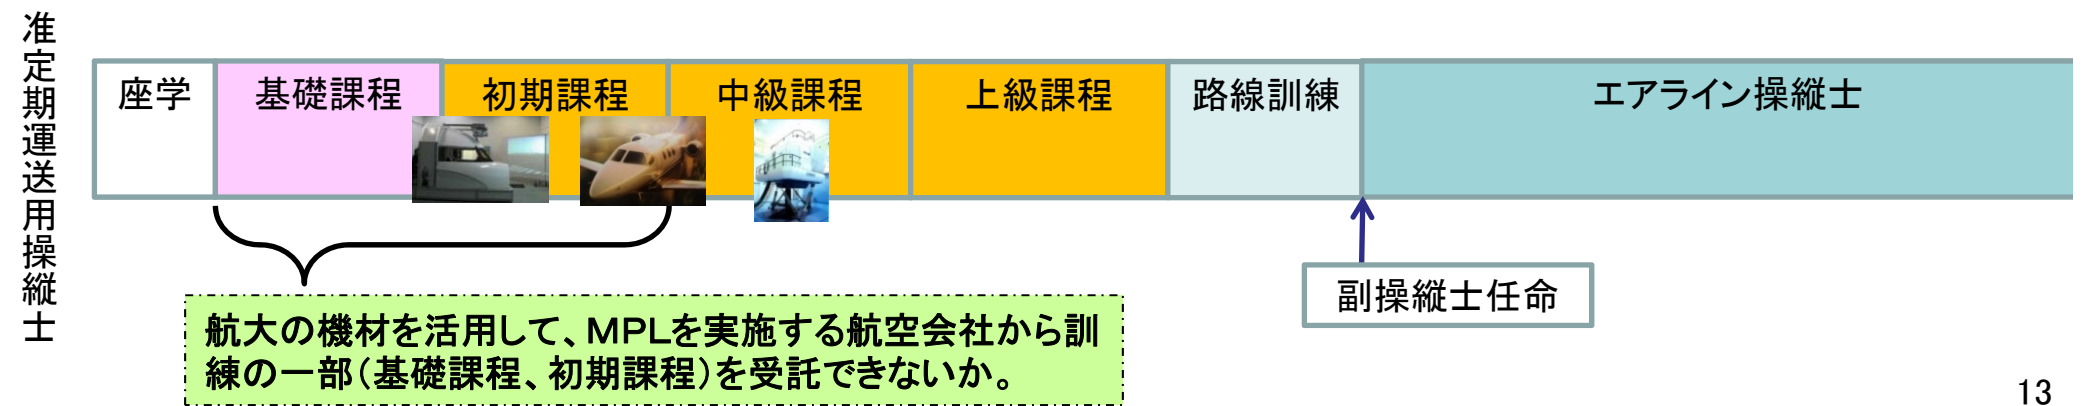 准定期運送用操縦士
座学
基礎課程
初期課程
中級課程
上級課程
路線訓練
エアライン操縦士
副操縦士任命
航大の機材を活用して、ＭＰＬを実施する航空会社から訓
練の一部（基礎課程、初期課程）を受託できないか。
13